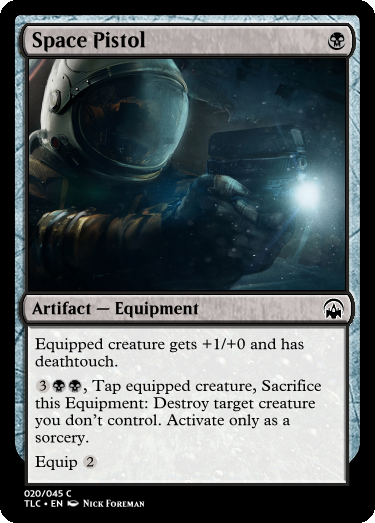 Space Pistol
Artifact — Equipment
Equipped creature gets +1/+0 and has
deathtouch.
3, Tap equipped creature, Sacrifice
this Equipment: Destroy target creature
you don't control. Activate only as a
sorcery.
Equip 2
020/045 C
TLC • EN Nick Foreman